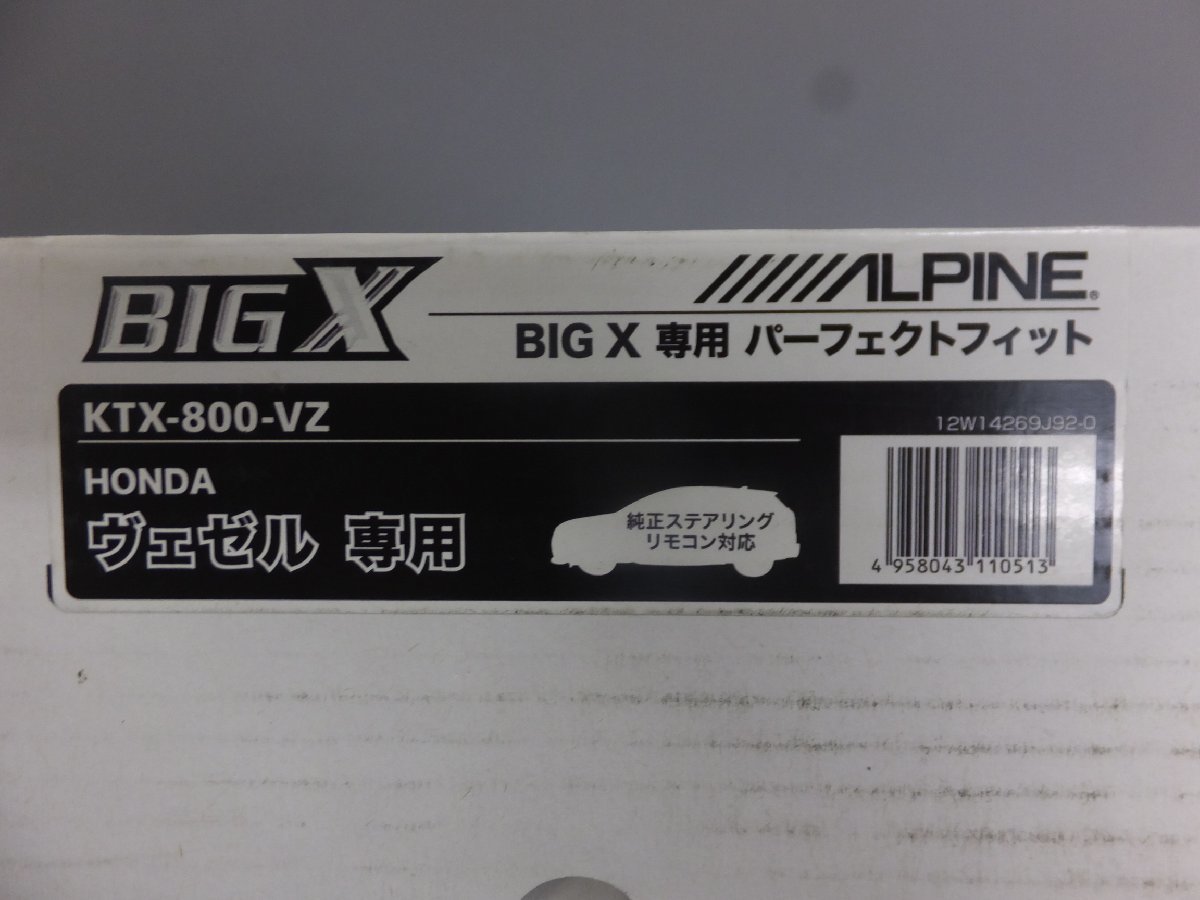 BIG X
ALPINE®
BIG X 専用 パーフェクトフィット
KTX-800-VZ
12W14269J92-0
HONDA
ヴェゼル 専用
純正ステアリング
リモコン対応
4 958043 110513